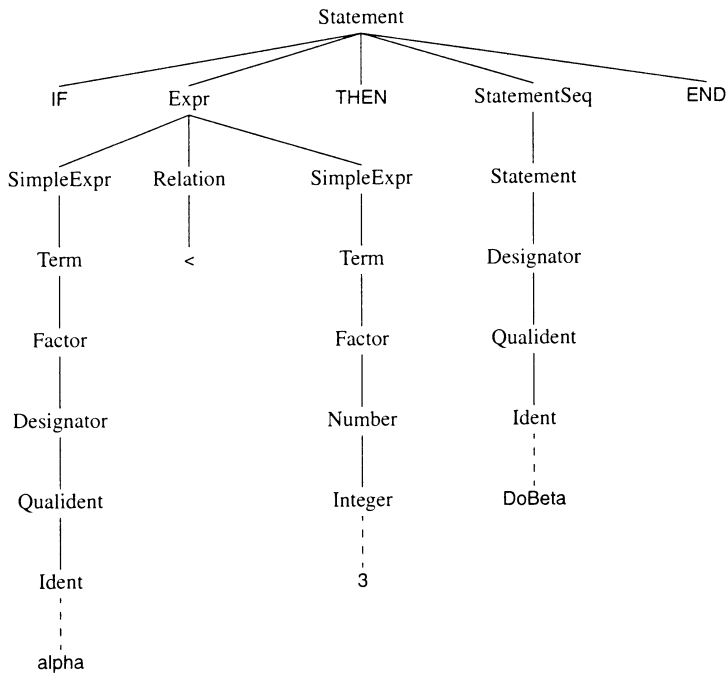 Statement
IF Expr THEN StatementSeq END
SimpleExpr Relation SimpleExpr Statement
Term < Term Designator
Factor Factor Qualident
Designator Number Ident
Qualident Integer DoBeta
Ident 3
alpha